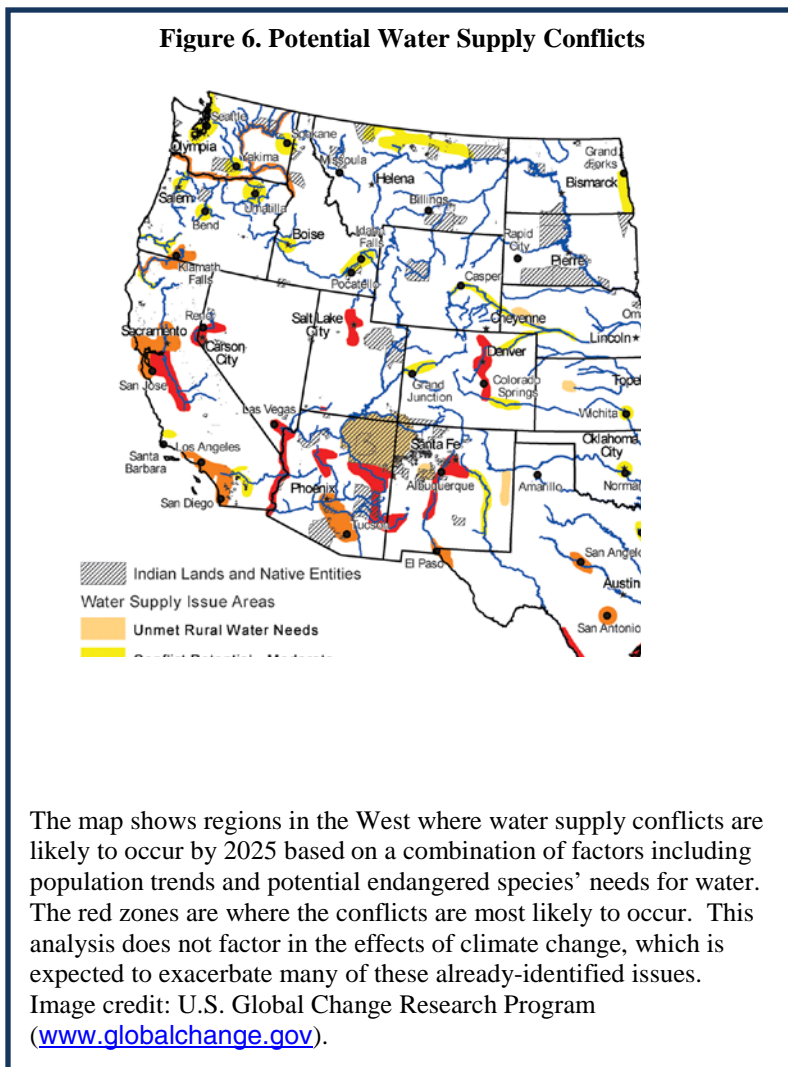 Figure 6. Potential Water Supply Conflicts
Seattle
Olympia
Spokane
Yakima
Missoula
Helena
Grand
Forks
Bismarck
Salem
Umatilla
Bend
Billings
Boise
Idaho
Falls
Rapid
City
Pierre
Klamath
Falls
Pocatello
Casper
Reno
Salt Lake
City
Cheyenne
Om
Sacramento
Carson
City
Lincoln
Denver
San Jose
Grand
Junction
Colorado
Springs
Tope
Las Vegas
Wichita
Santa Fe
Oklahoma
City
Santa
Barbara
Los Angeles
Phoenix
Albuquerque
Amarillo
Norma
San Diego
Tucson
El Paso
San Angelo
Austin
San Antonio
Indian Lands and Native Entities
Water Supply Issue Areas
Unmet Rural Water Needs
Conflict Potential - Moderate
The map shows regions in the West where water supply conflicts are
likely to occur by 2025 based on a combination of factors including
population trends and potential endangered species' needs for water.
The red zones are where the conflicts are most likely to occur. This
analysis does not factor in the effects of climate change, which is
expected to exacerbate many of these already-identified issues.
Image credit: U.S. Global Change Research Program
(www.globalchange.gov).